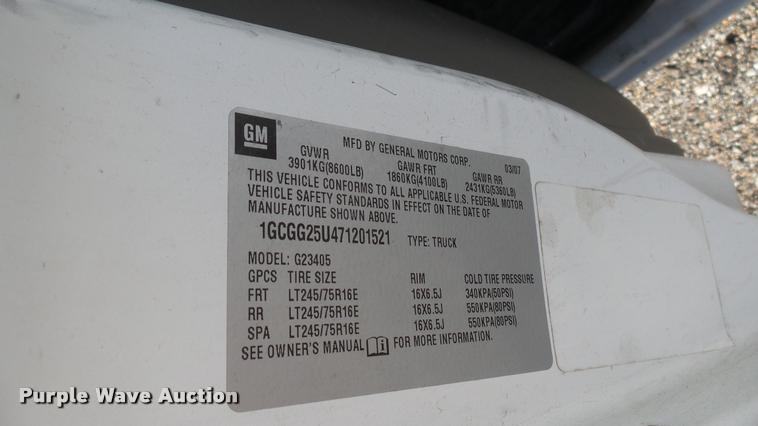 GM
MFD BY GENERAL MOTORS CORP. 03/07
GVWR GAWR FRT GAWR RR
3901KG(8600LB) 1860KG(4100LB) 2431KG(5360LB)
THIS VEHICLE CONFORMS TO ALL APPLICABLE U.S. FEDERAL MOTOR
VEHICLE SAFETY STANDARDS IN EFFECT ON THE DATE OF
MANUFACTURE SHOWN ABOVE.
1GCGG25U471201521 TYPE: TRUCK
MODEL: G23405
GPCS TIRE SIZE RIM COLD TIRE PRESSURE
FRT LT245/75R16E 16X6.5J 340KPA(50PSI)
RR LT245/75R16E 16X6.5J 550KPA(80PSI)
SPA LT245/75R16E 16X6.5J 550KPA(80PSI)
SEE OWNER'S MANUAL FOR MORE INFORMATION.
Purple Wave Auction